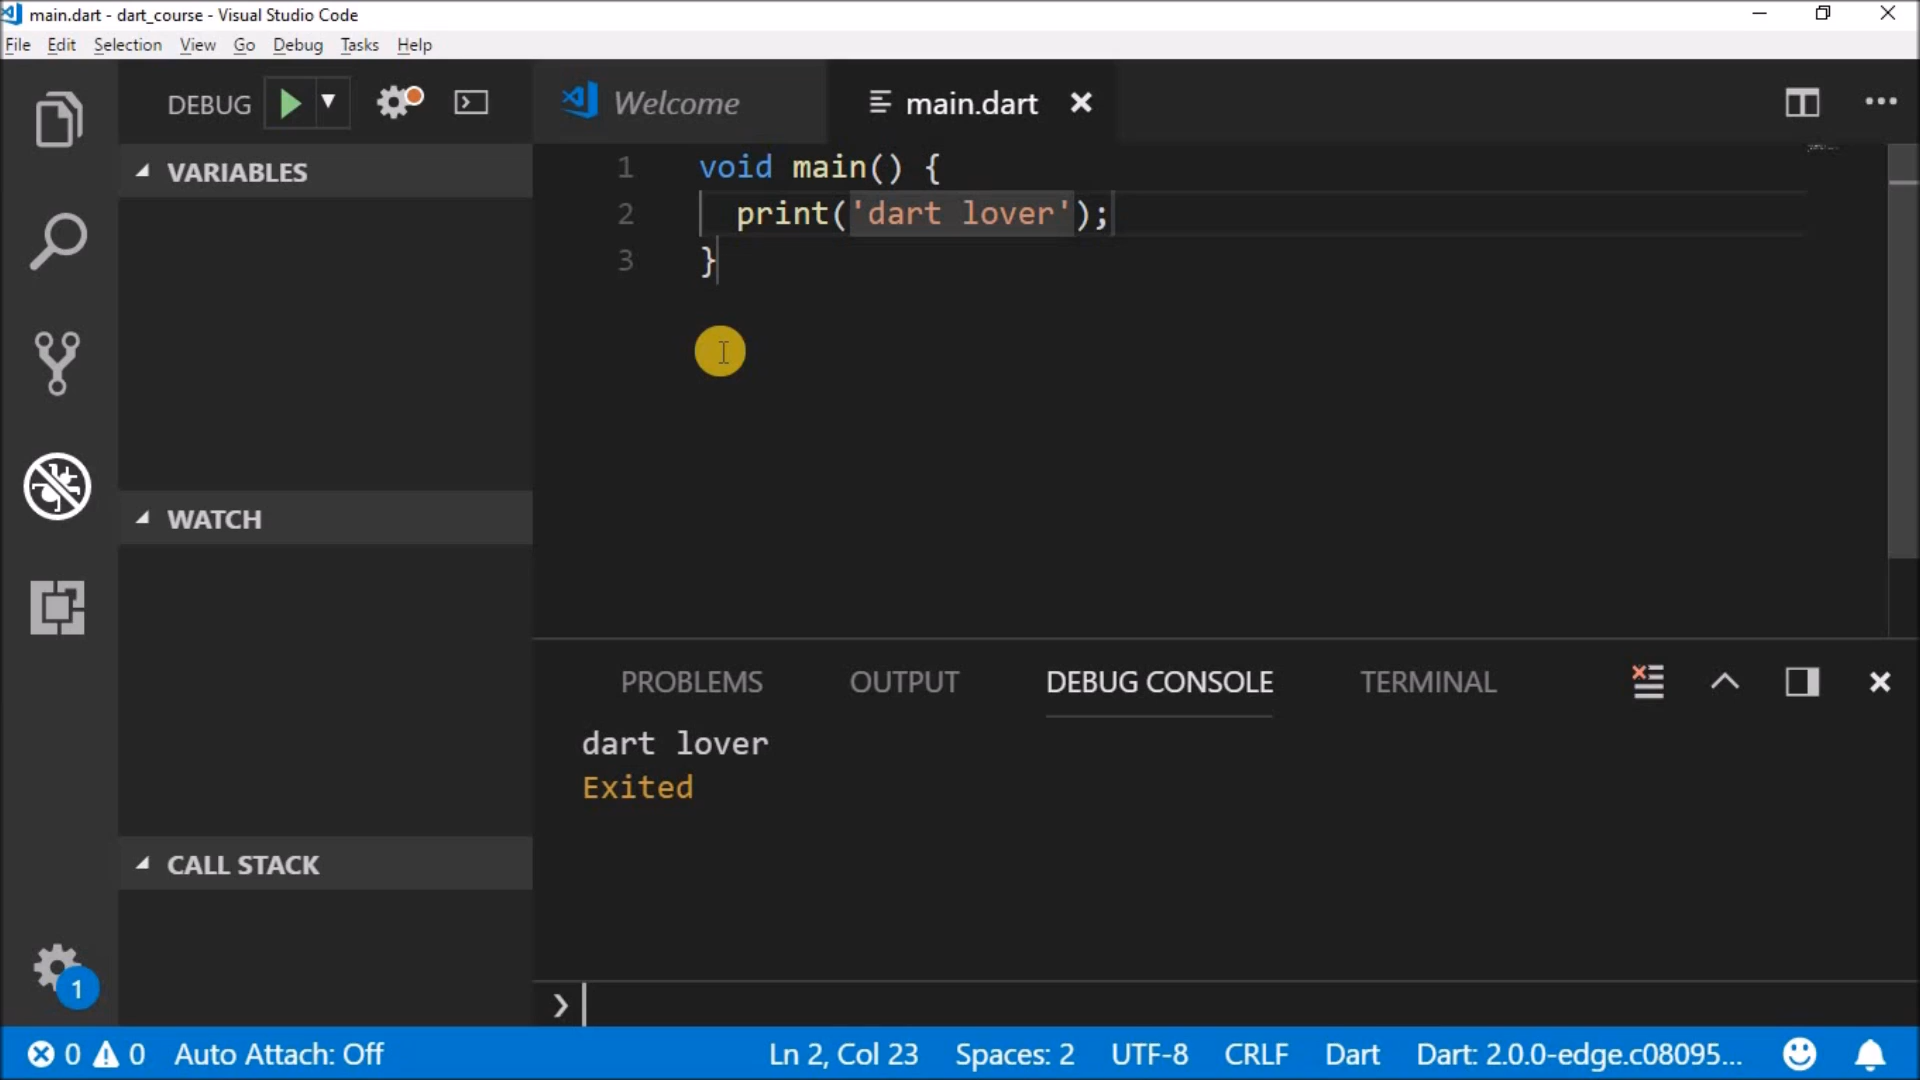 main.dart - dart_course - Visual Studio Code
File Edit Selection View Go Debug Tasks Help
DEBUG
Welcome
main.dart
VARIABLES
WATCH
CALL STACK
1 void main() {
2 print('dart lover');
3 }
PROBLEMS OUTPUT DEBUG CONSOLE TERMINAL
dart lover
Exited
❯
1
0 0 Auto Attach: Off Ln 2, Col 23 Spaces: 2 UTF-8 CRLF Dart Dart: 2.0.0-edge.c08095...